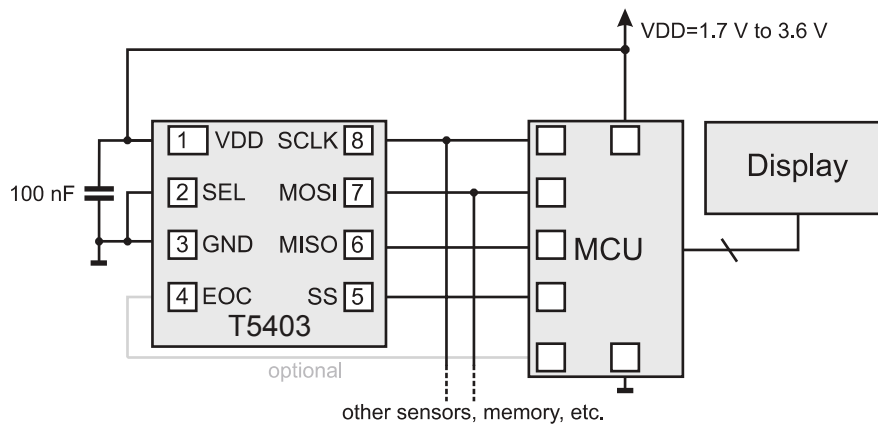 VDD=1.7 V to 3.6 V
1 VDD SCLK 8
Display
100 nF
2 SEL MOSI 7
3 GND MISO 6
MCU
4 EOC SS 5
T5403
optional
other sensors, memory, etc.